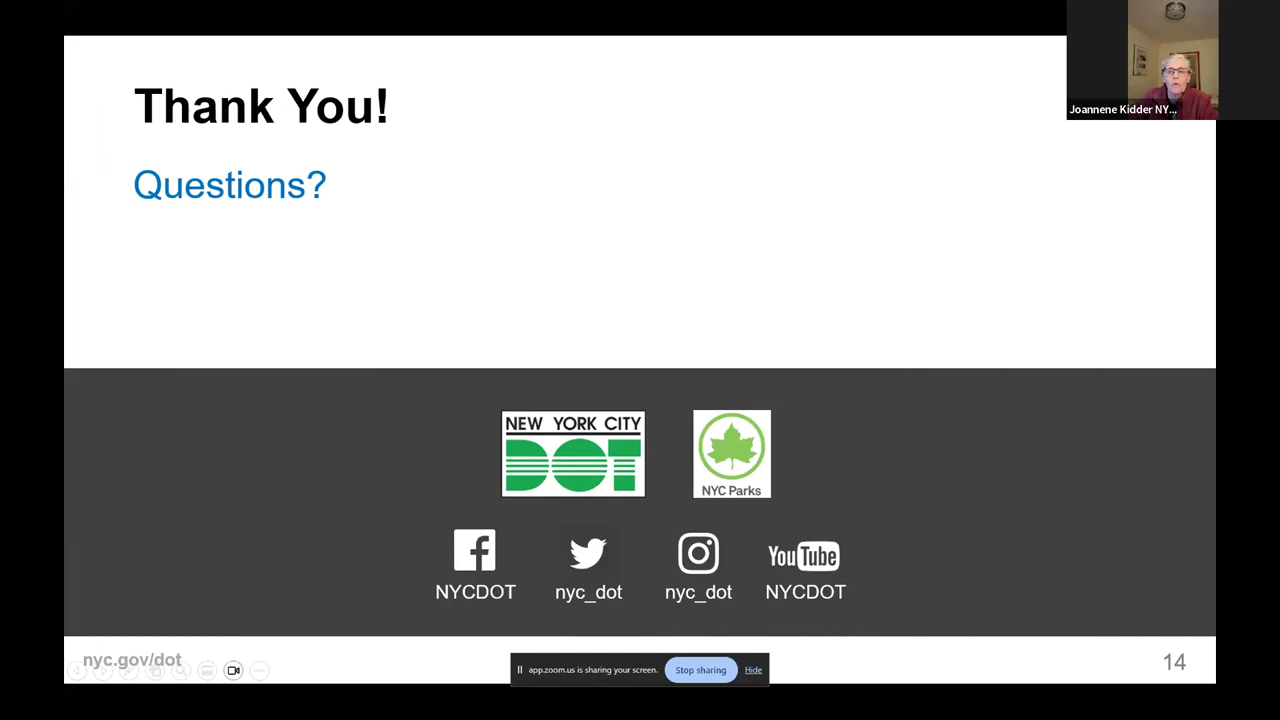 Thank You!
Questions?
Joannene Kidder NY...
NEW YORK CITY
DOT
NYC Parks
YouTube
NYCDOT
nyc_dot
nyc_dot
NYCDOT
nyc.gov/dot
app.zoom.us is sharing your screen.
Stop sharing
Hide
14